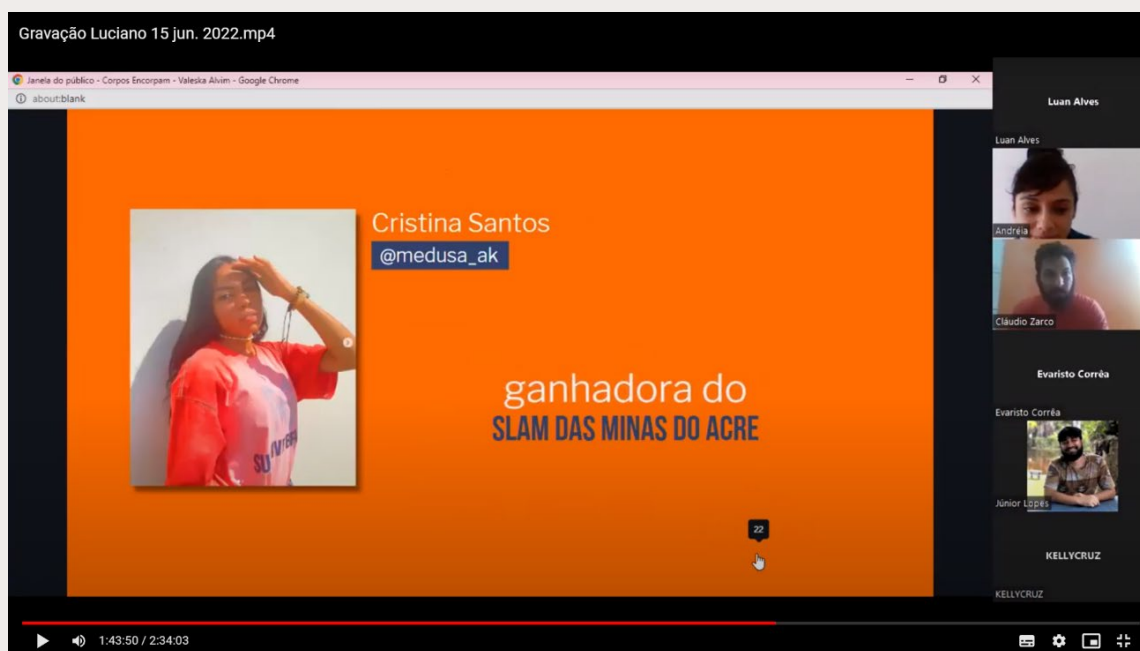 Gravação Luciano 15 jun. 2022.mp4
Janela do público - Corpos Encorpam - Valeska Alvim - Google Chrome
about:blank
Cristina Santos
@medusa_ak
ganhadora do
SLAM DAS MINAS DO ACRE
22
Luan Alves
Luan Alves
Andréia
Cláudio Zarco
Evaristo Corrêa
Evaristo Corrêa
Júnior Lopes
KELLYCRUZ
KELLYCRUZ
1:43:50 / 2:34:03